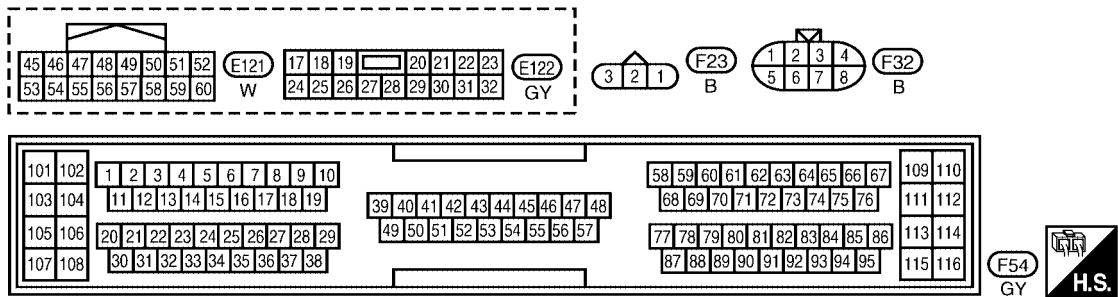 45 46 47 48 49 50 51 52
53 54 55 56 57 58 59 60
E121
W
17 18 19 20 21 22 23
24 25 26 27 28 29 30 31 32
E122
GY
3 2 1
F23
B
1 2 3 4
5 6 7 8
F32
B
101 102
103 104
105 106
107 108
1 2 3 4 5 6 7 8 9 10
11 12 13 14 15 16 17 18 19
20 21 22 23 24 25 26 27 28 29
30 31 32 33 34 35 36 37 38
39 40 41 42 43 44 45 46 47 48
49 50 51 52 53 54 55 56 57
58 59 60 61 62 63 64 65 66 67
68 69 70 71 72 73 74 75 76
77 78 79 80 81 82 83 84 85 86
87 88 89 90 91 92 93 94 95
109 110
111 112
113 114
115 116
F54
GY
H.S.